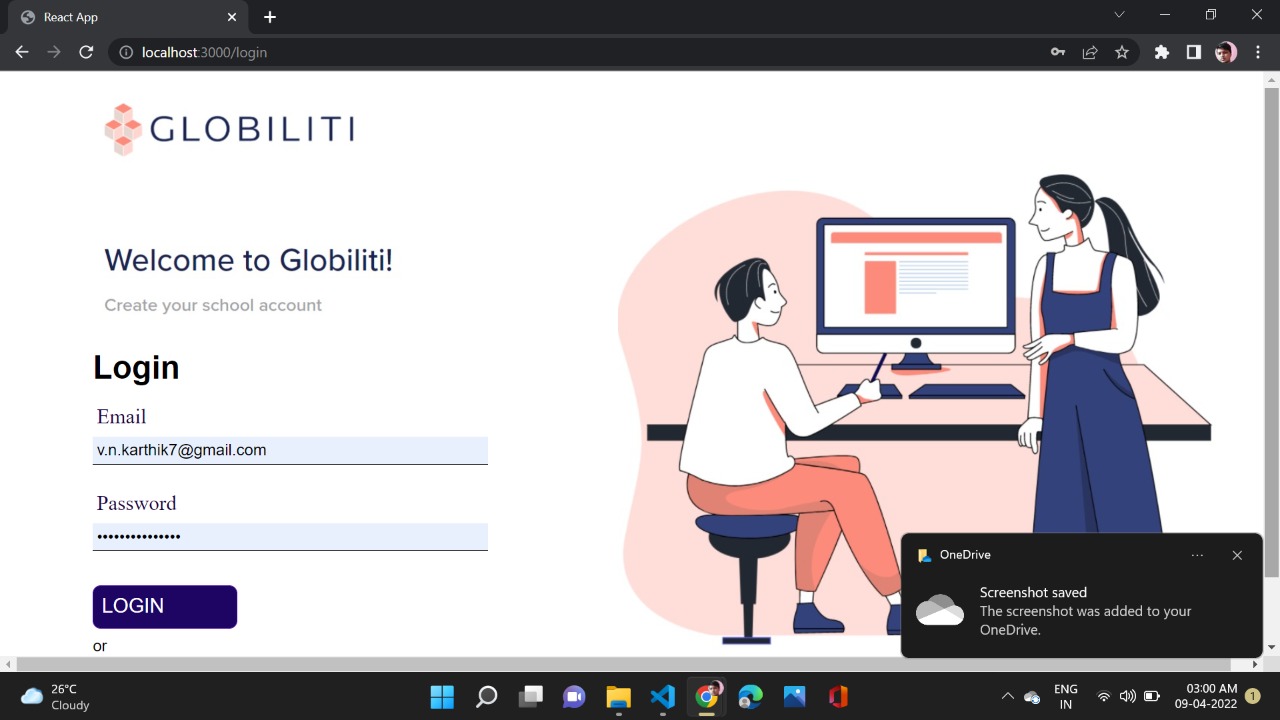 React App
localhost:3000/login
GLOBILITI
Welcome to Globiliti!
Create your school account
Login
Email
v.n.karthik7@gmail.com
Password
•••••••••••••••
LOGIN
or
OneDrive
Screenshot saved
The screenshot was added to your
OneDrive.
26°C
Cloudy
ENG
IN
03:00 AM
09-04-2022
1